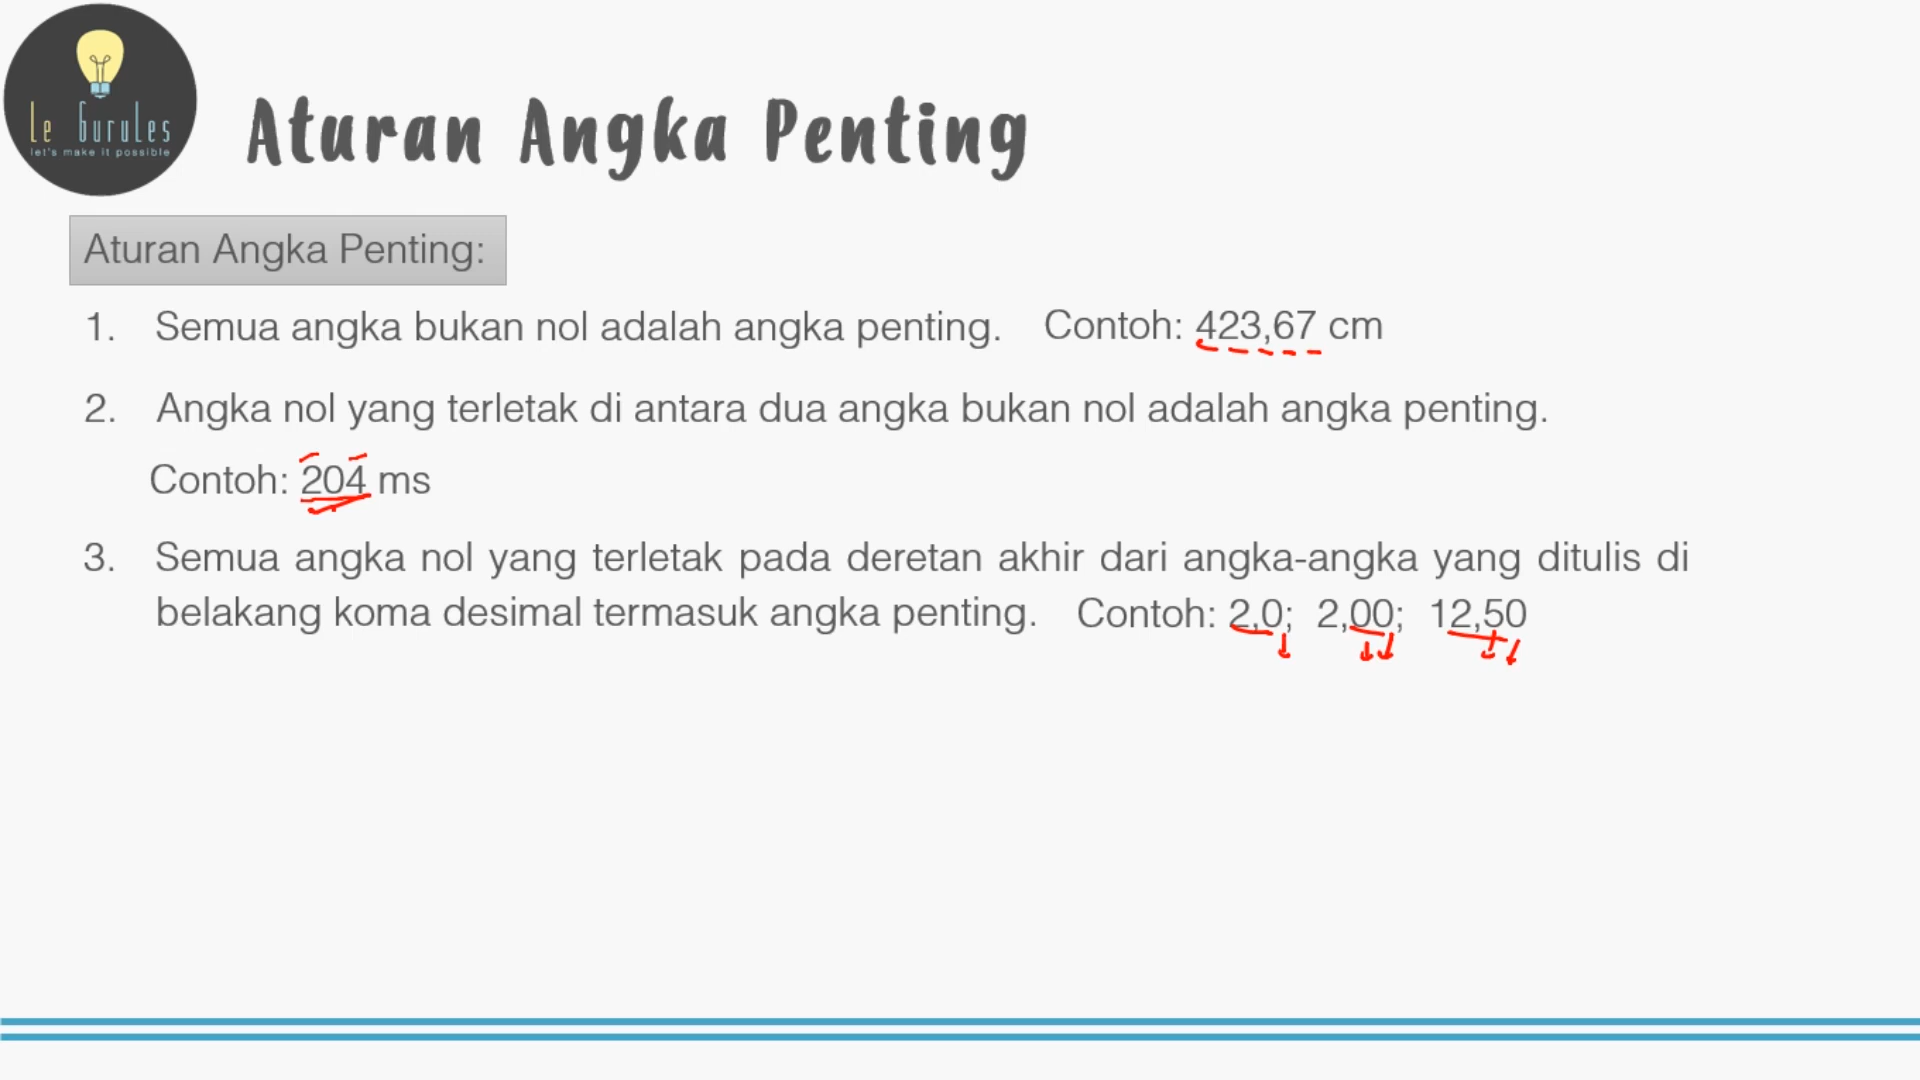 le burules
let's make it possible
Aturan Angka Penting
Aturan Angka Penting:
1. Semua angka bukan nol adalah angka penting. Contoh: 423,67 cm
2. Angka nol yang terletak di antara dua angka bukan nol adalah angka penting.
Contoh: 204 ms
3. Semua angka nol yang terletak pada deretan akhir dari angka-angka yang ditulis di
belakang koma desimal termasuk angka penting. Contoh: 2,0; 2,00; 12,50